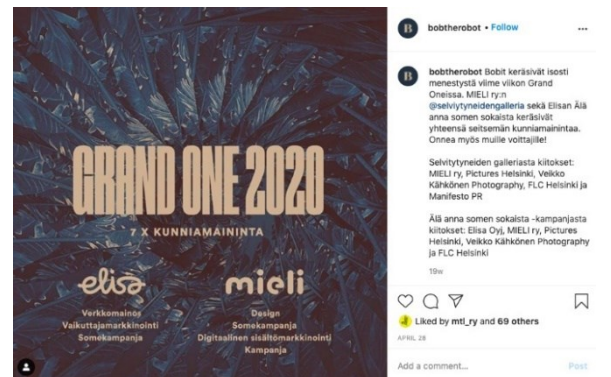 GRAND ONE 2020
7 X KUNNIAMAININTA
elisa
Verkkomainos
Vaikuttajamarkkinointi
Somekampanja
mieli
Design
Somekampanja
Digitaalinen sisältömarkkinointi
Kampanja
B
bobtherobot • Follow
B
bobtherobot Bobit keräsivät isosti
menestystä viime viikon Grand
Oneissa. MIELI ry:n
@selviytyneidengalleria sekä Elisan Älä
anna somen sokaista keräsivät
yhteensä seitsemän kunniamainintaa.
Onnea myös muille voittajille!
Selviytyneiden galleriasta kiitokset:
MIELI ry, Pictures Helsinki, Veikko
Kähkönen Photography, FLC Helsinki ja
Manifesto PR
Älä anna somen sokaista -kampanjasta
kiitokset: Elisa Oyj, MIELI ry, Pictures
Helsinki, Veikko Kähkönen Photography
ja FLC Helsinki
19w
Liked by mtl_ry and 69 others
APRIL 28
Add a comment...
Post